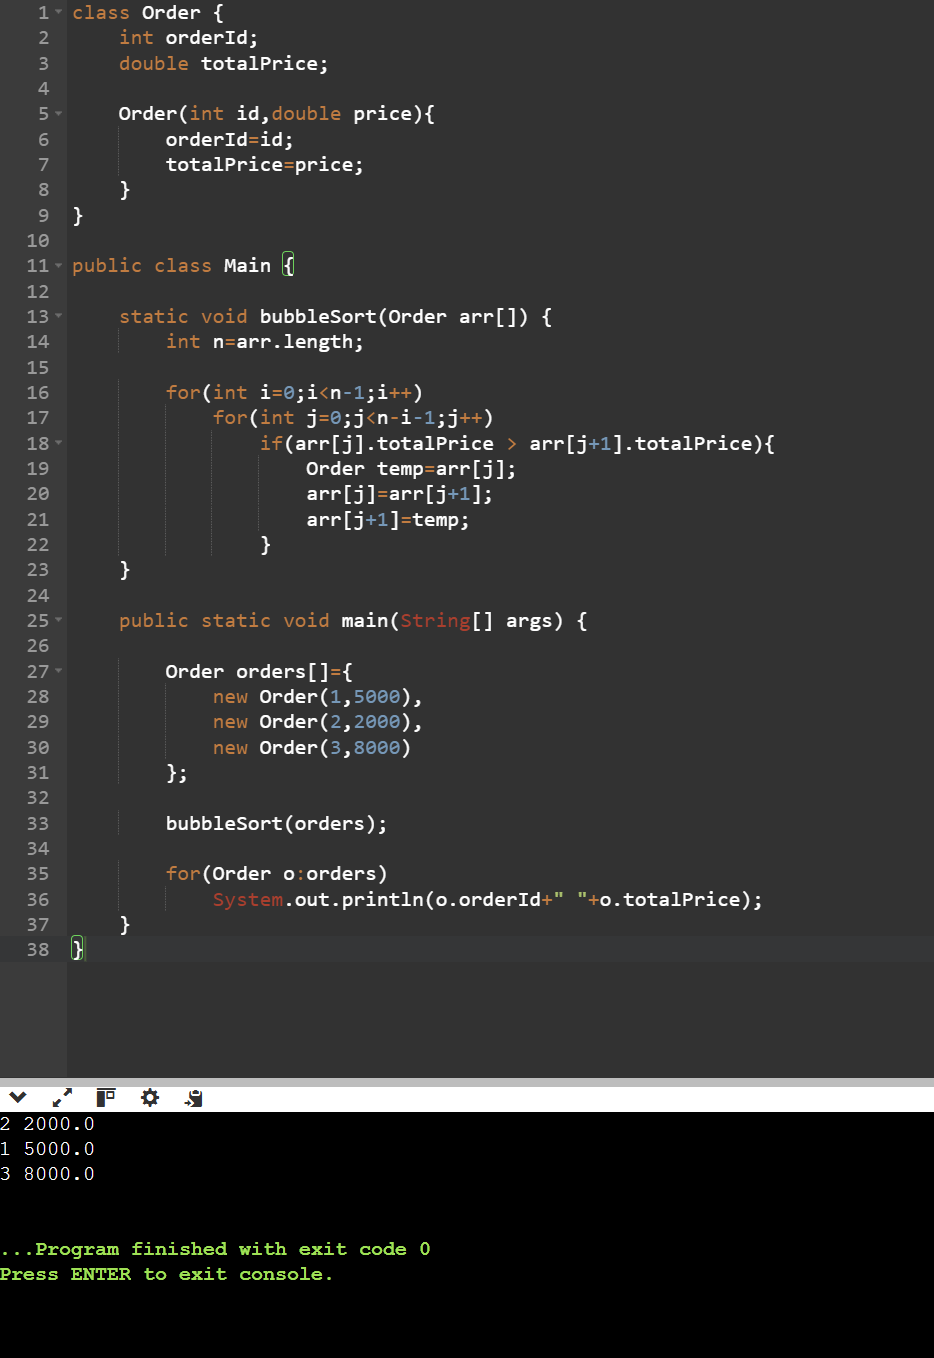 1 class Order {
2     int orderId;
3     double totalPrice;
4
5     Order(int id,double price){
6         orderId=id;
7         totalPrice=price;
8     }
9 }
10
11 public class Main {
12
13     static void bubbleSort(Order arr[]) {
14         int n=arr.length;
15
16         for(int i=0;i<n-1;i++)
17             for(int j=0;j<n-i-1;j++)
18                 if(arr[j].totalPrice > arr[j+1].totalPrice){
19                     Order temp=arr[j];
20                     arr[j]=arr[j+1];
21                     arr[j+1]=temp;
22                 }
23     }
24
25     public static void main(String[] args) {
26
27         Order orders[]={
28             new Order(1,5000),
29             new Order(2,2000),
30             new Order(3,8000)
31         };
32
33         bubbleSort(orders);
34
35         for(Order o:orders)
36             System.out.println(o.orderId+" "+o.totalPrice);
37     }
38 }
2 2000.0
1 5000.0
3 8000.0
...Program finished with exit code 0
Press ENTER to exit console.